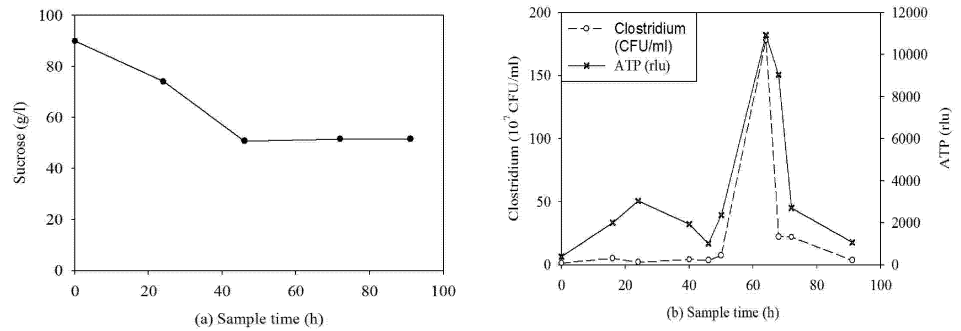 100
80
60
40
20
0
Sucrose (g/l)
0 20 40 60 80 100
(a) Sample time (h)
200
150
100
50
0
Clostridium (10² CFU/ml)
Clostridium
(CFU/ml)
ATP (rlu)
12000
10000
8000
6000
4000
2000
0
ATP (rlu)
0 20 40 60 80 100
(b) Sample time (h)